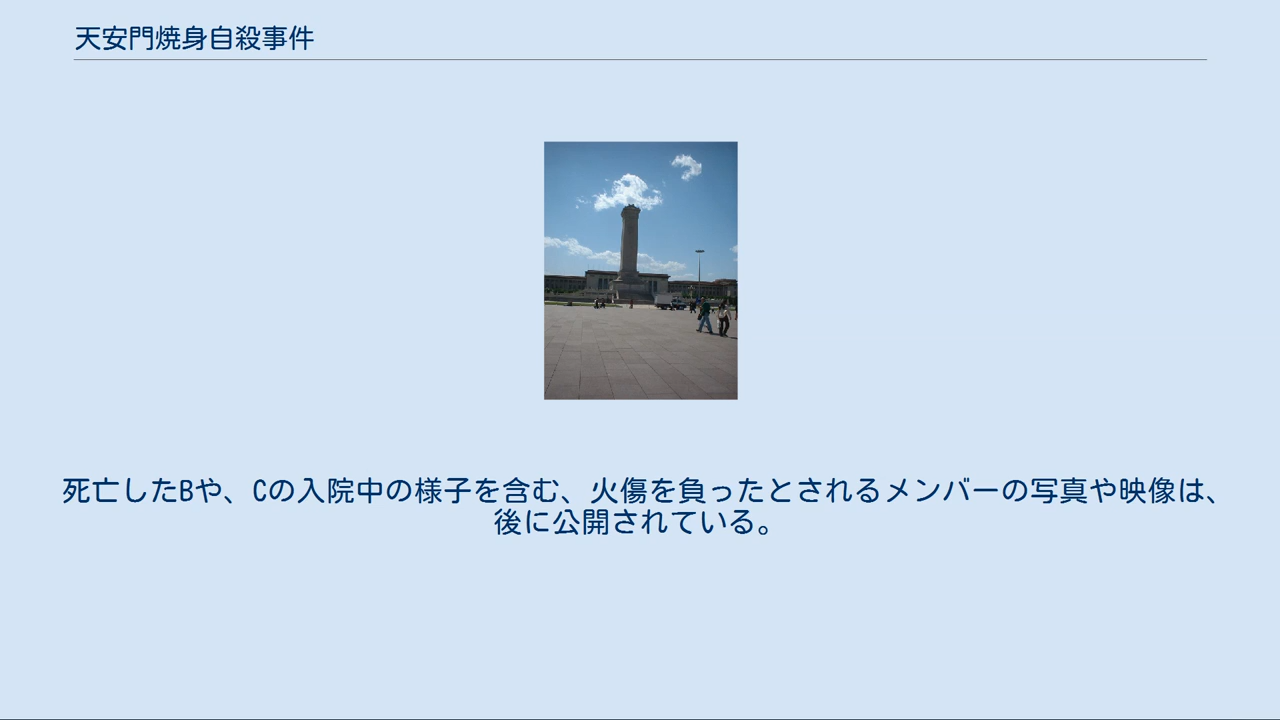 天安門焼身自殺事件
死亡したBや、Cの入院中の様子を含む、火傷を負ったとされるメンバーの写真や映像は、
後に公開されている。